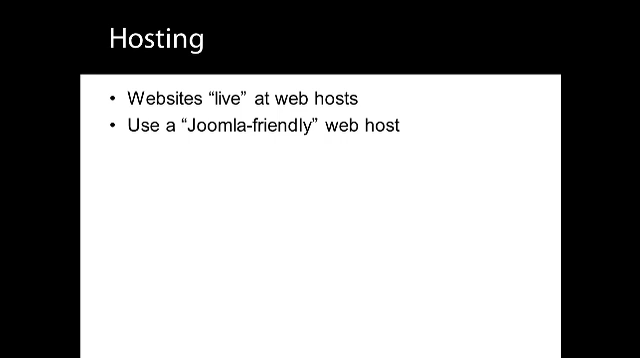 Hosting
• Websites “live” at web hosts
• Use a “Joomla-friendly” web host